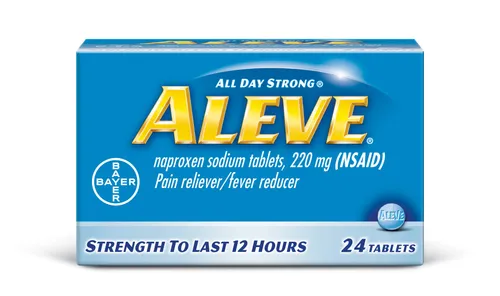 ALL DAY STRONG®
ALEVE®
naproxen sodium tablets, 220 mg (NSAID)
Pain reliever/fever reducer
BAYER
BAYER
ALEVE
STRENGTH TO LAST 12 HOURS
24 TABLETS